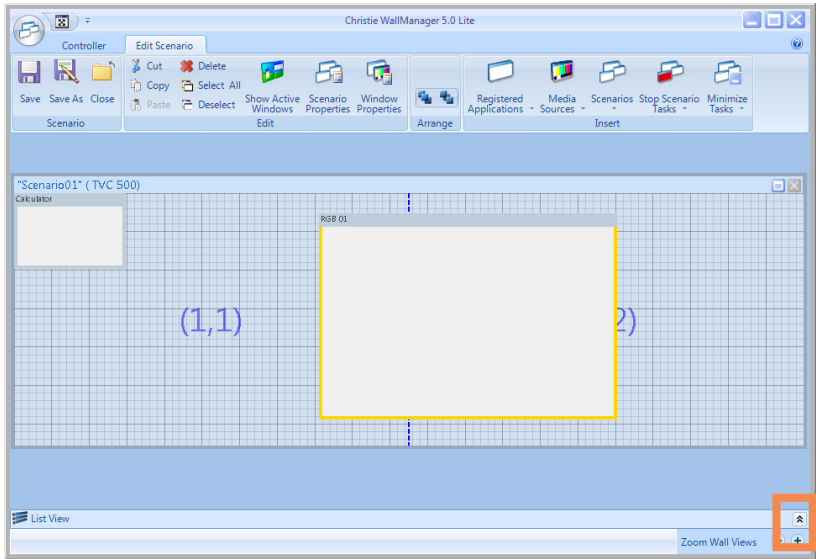 Christie WallManager 5.0 Lite
Controller
Edit Scenario
Save
Save As
Close
Scenario
Cut
Copy
Paste
Delete
Select All
Deselect
Show Active
Windows
Scenario
Properties
Window
Properties
Edit
Arrange
Registered
Applications
Media
Sources
Scenarios
Stop Scenario
Tasks
Minimize
Tasks
Insert
"Scenario01" ( TVC 500)
Calculator
RGB 01
(1,1)
2)
List View
Zoom Wall Views